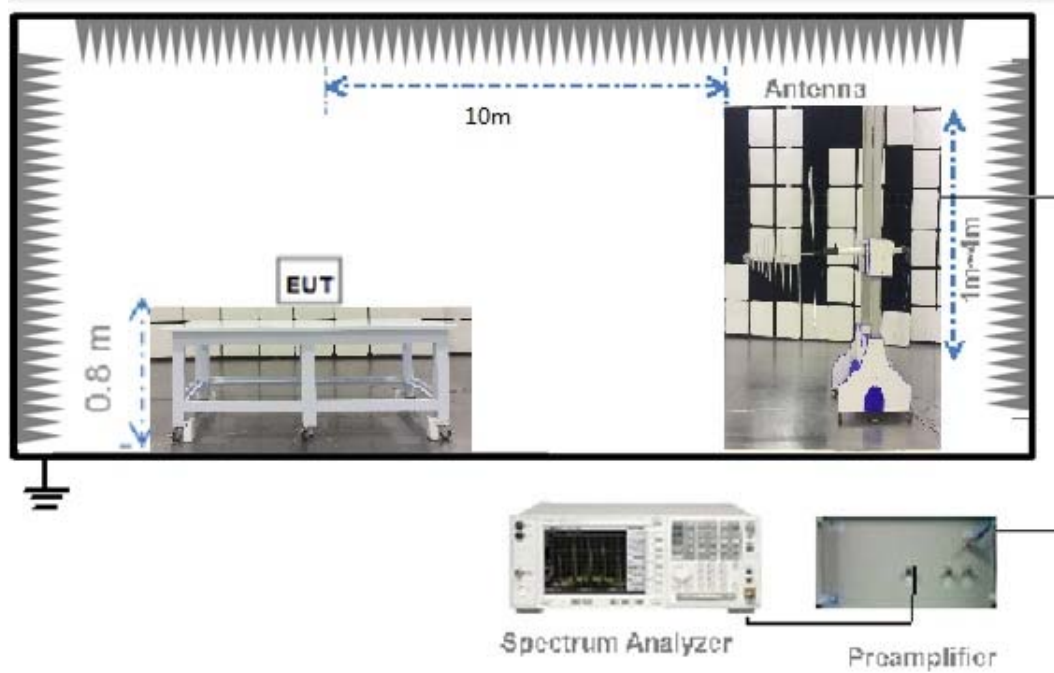 Antenna
10m
1m~4m
EUT
0.8 m
Spectrum Analyzer
Preamplifier